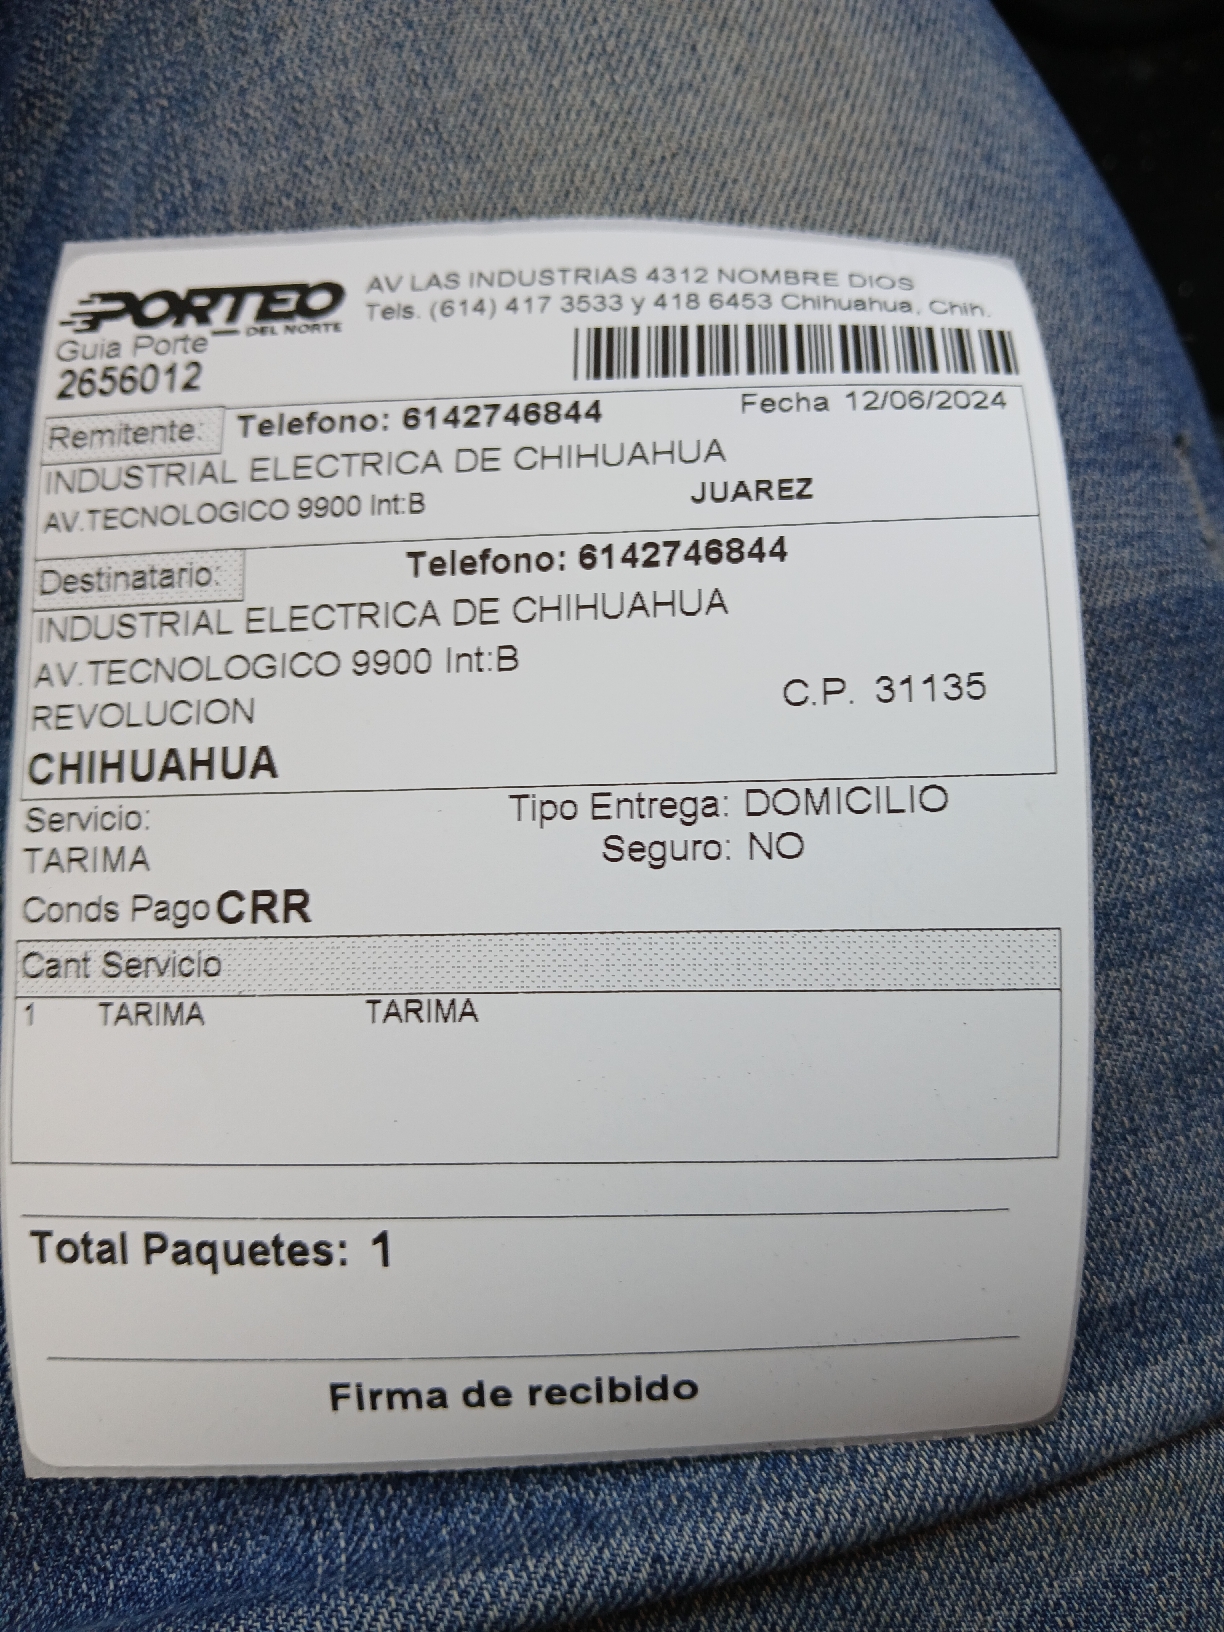 PORTEO
DEL NORTE
AV LAS INDUSTRIAS 4312 NOMBRE DIOS
Tels. (614) 417 3533 y 418 6453 Chihuahua, Chih.
Guia Porte
2656012
Remitente: Telefono: 6142746844 Fecha 12/06/2024
INDUSTRIAL ELECTRICA DE CHIHUAHUA
AV.TECNOLOGICO 9900 Int:B JUAREZ
Destinatario: Telefono: 6142746844
INDUSTRIAL ELECTRICA DE CHIHUAHUA
AV.TECNOLOGICO 9900 Int:B
REVOLUCION C.P. 31135
CHIHUAHUA
Servicio: Tipo Entrega: DOMICILIO
TARIMA Seguro: NO
Conds Pago CRR
Cant Servicio
1 TARIMA TARIMA
Total Paquetes: 1
Firma de recibido